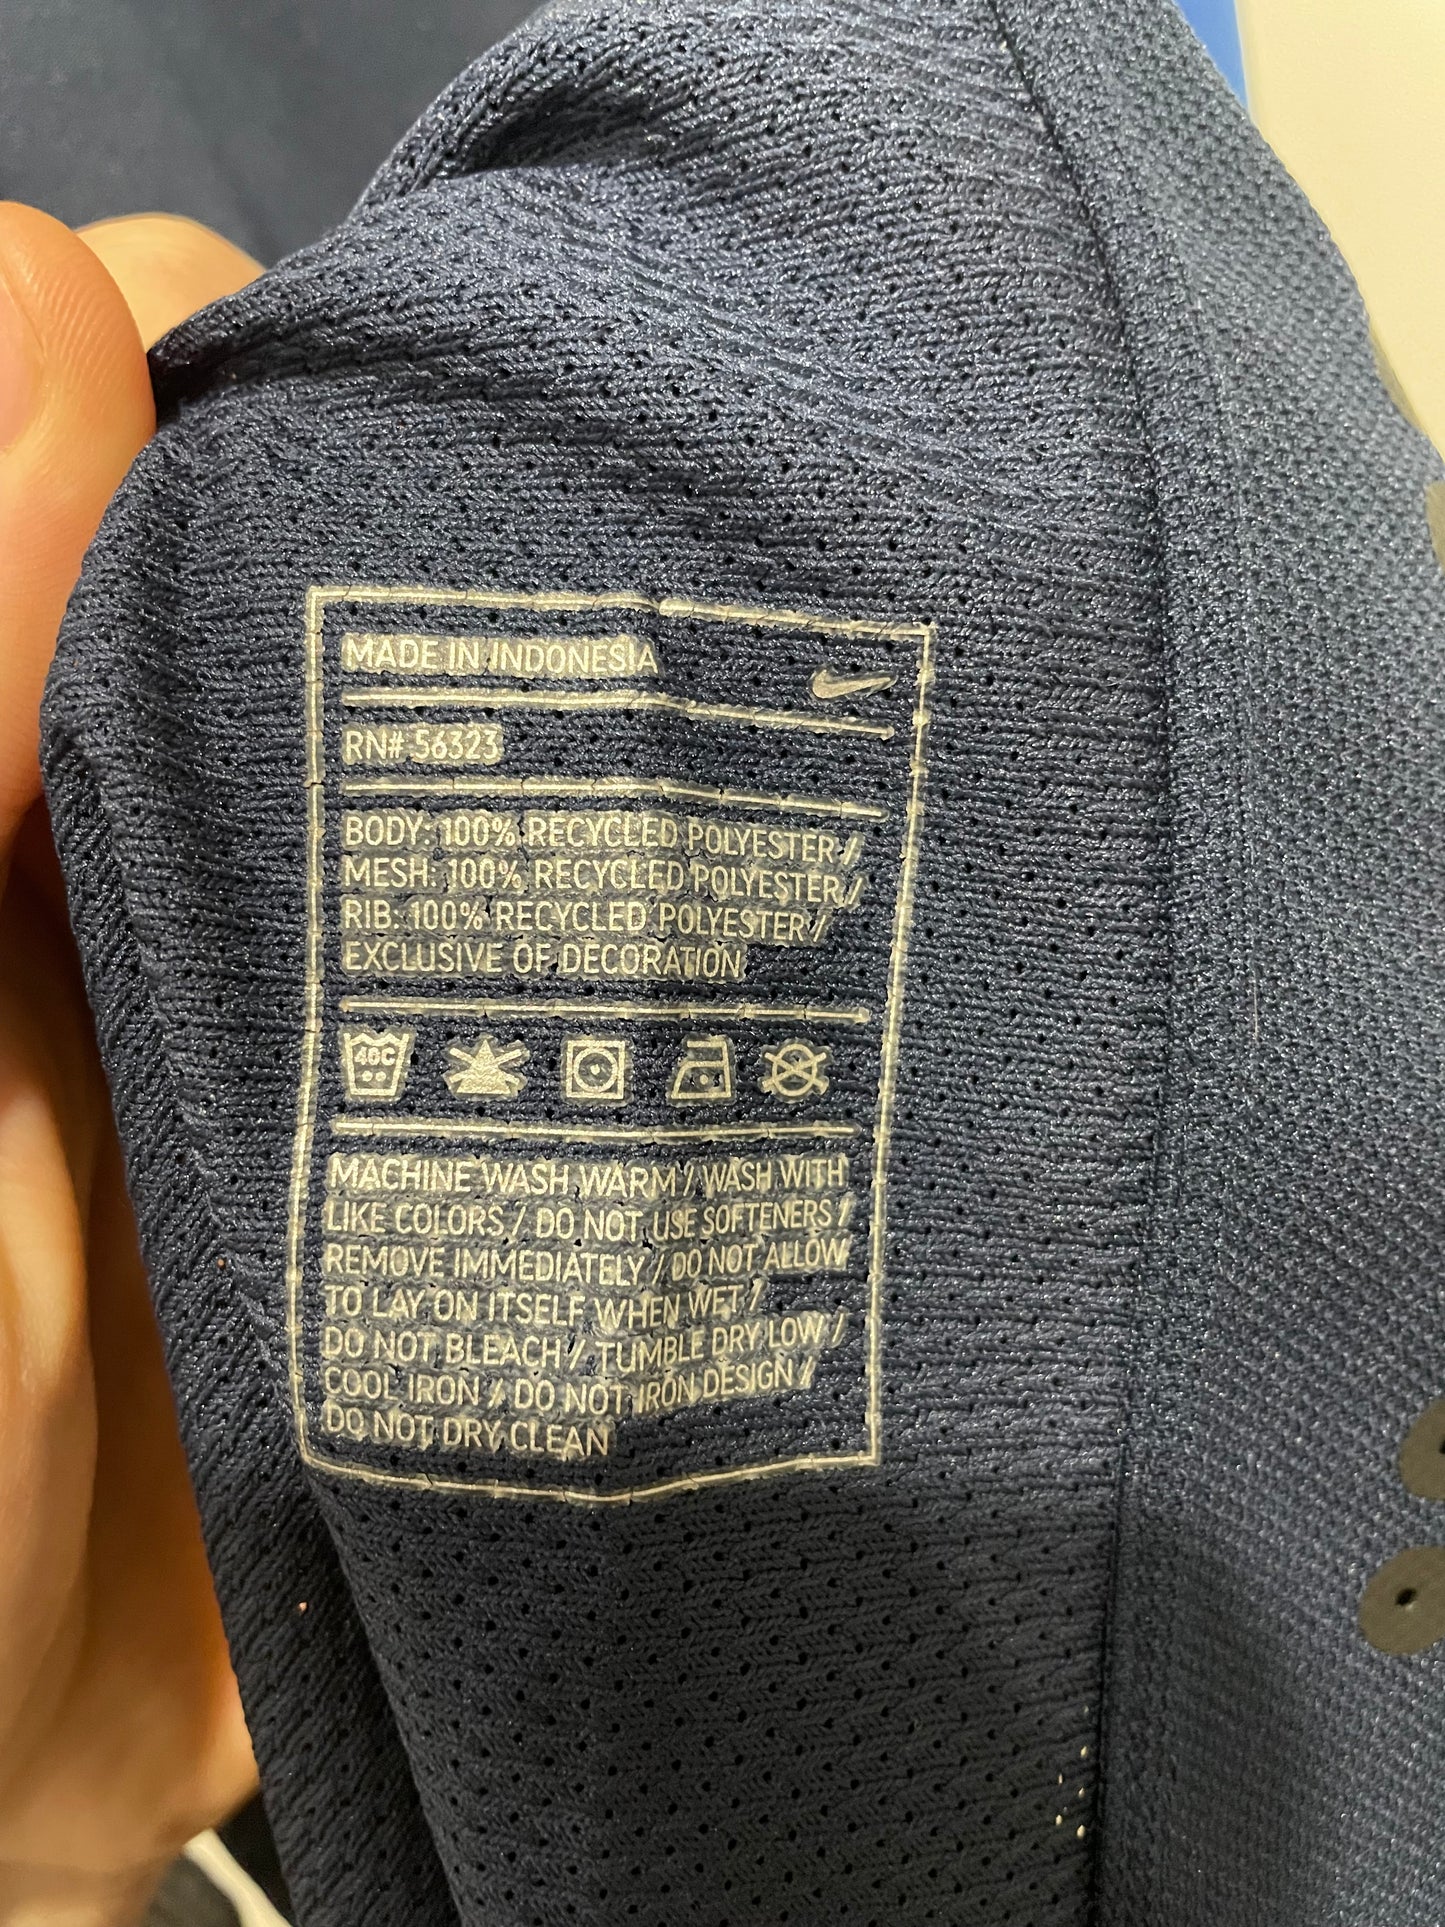 MADE IN INDONESIA
RN# 56323
BODY: 100% RECYCLED POLYESTER /
MESH: 100% RECYCLED POLYESTER /
RIB: 100% RECYCLED POLYESTER /
EXCLUSIVE OF DECORATION
40C
MACHINE WASH WARM / WASH WITH
LIKE COLORS / DO NOT USE SOFTENERS /
REMOVE IMMEDIATELY / DO NOT ALLOW
TO LAY ON ITSELF WHEN WET /
DO NOT BLEACH / TUMBLE DRY LOW /
COOL IRON / DO NOT IRON DESIGN /
DO NOT DRY CLEAN